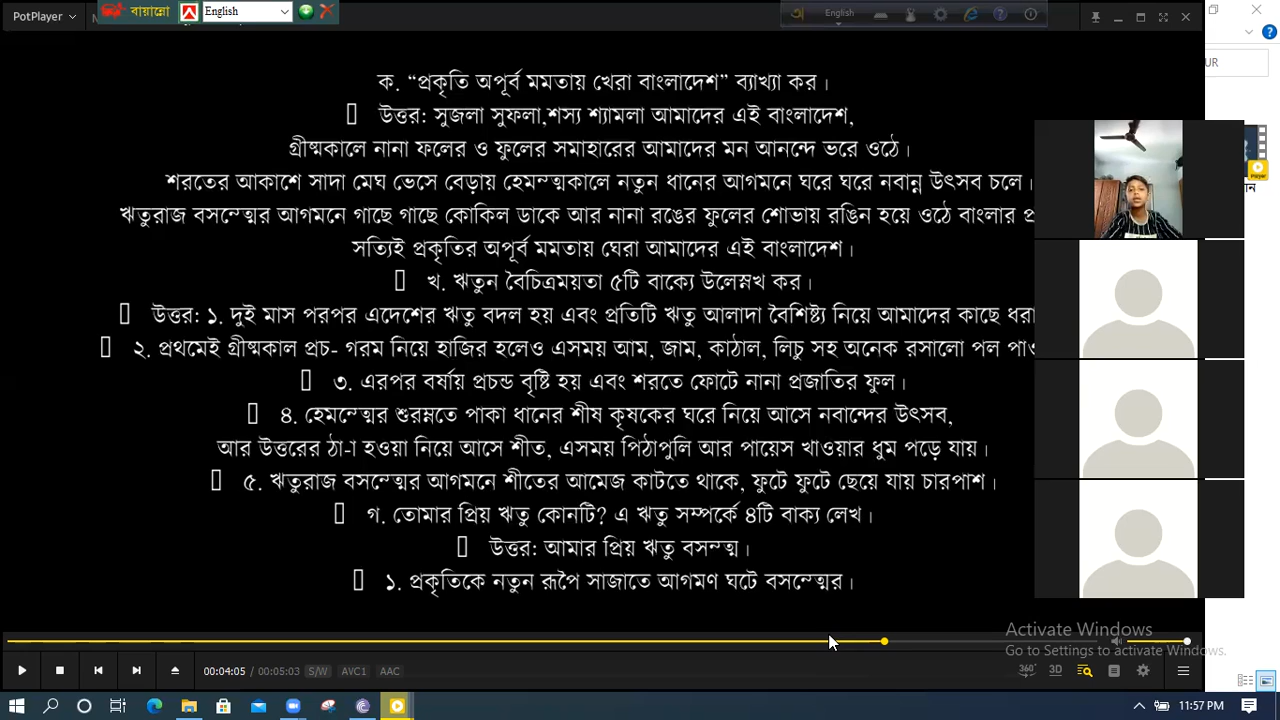 PotPlayer
বায়ান্নো
English
English
UR
ক. “প্রকৃতি অপূর্ব মমতায় খেরা বাংলাদেশ” ব্যাখ্যা কর।
উত্তর: সুজলা সুফলা,শস্য শ্যামলা আমাদের এই বাংলাদেশ,
গ্রীষ্মকালে নানা ফলের ও ফুলের সমাহারের আমাদের মন আনন্দে ভরে ওঠে।
শরতের আকাশে সাদা মেঘ ভেসে বেড়ায় হেমন্তকালে নতুন ধানের আগমনে ঘরে ঘরে নবান্ন উৎসব চলে।
ঋতুরাজ বসন্তের আগমনে গাছে গাছে কোকিল ডাকে আর নানা রঙের ফুলের শোভায় রঙিন হয়ে ওঠে বাংলার প্র
সত্যিই প্রকৃতির অপূর্ব মমতায় ঘেরা আমাদের এই বাংলাদেশ।
খ. ঋতুন বৈচিত্রময়তা ৫টি বাক্যে উলেস্নখ কর।
উত্তর: ১. দুই মাস পরপর এদেশের ঋতু বদল হয় এবং প্রতিটি ঋতু আলাদা বৈশিষ্ট্য নিয়ে আমাদের কাছে ধরা
২. প্রথমেই গ্রীষ্মকাল প্রচ- গরম নিয়ে হাজির হলেও এসময় আম, জাম, কাঠাল, লিচু সহ অনেক রসালো পল পাও
৩. এরপর বর্ষায় প্রচন্ড বৃষ্টি হয় এবং শরতে ফোটে নানা প্রজাতির ফুল।
৪. হেমন্তের শুরম্নতে পাকা ধানের শীষ কৃষকের ঘরে নিয়ে আসে নবান্দের উৎসব,
আর উত্তরের ঠা-া হওয়া নিয়ে আসে শীত, এসময় পিঠাপুলি আর পায়েস খাওয়ার ধুম পড়ে যায়।
৫. ঋতুরাজ বসন্তের আগমনে শীতের আমেজ কাটতে থাকে, ফুটে ফুটে ছেয়ে যায় চারপাশ।
গ. তোমার প্রিয় ঋতু কোনটি? এ ঋতু সম্পর্কে ৪টি বাক্য লেখ।
উত্তর: আমার প্রিয় ঋতু বসন্ত।
১. প্রকৃতিকে নতুন রূপৈ সাজাতে আগমণ ঘটে বসন্তের।
Activate Windows
Go to Settings to activate Windows.
00:04:05 / 00:05:03 S/W AVC1 AAC
360° 3D
11:57 PM